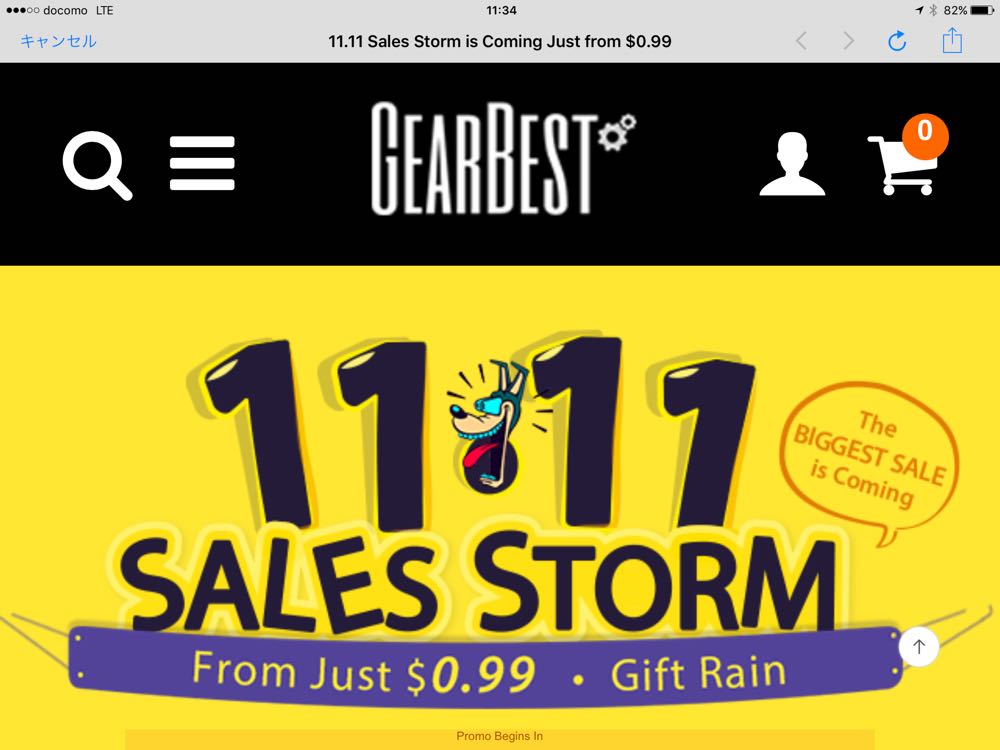 docomo LTE
11:34
82%
キャンセル
11.11 Sales Storm is Coming Just from $0.99
GEARBEST
0
11.11
The
BIGGEST SALE
is Coming
SALES STORM
From Just $0.99 • Gift Rain
Promo Begins In